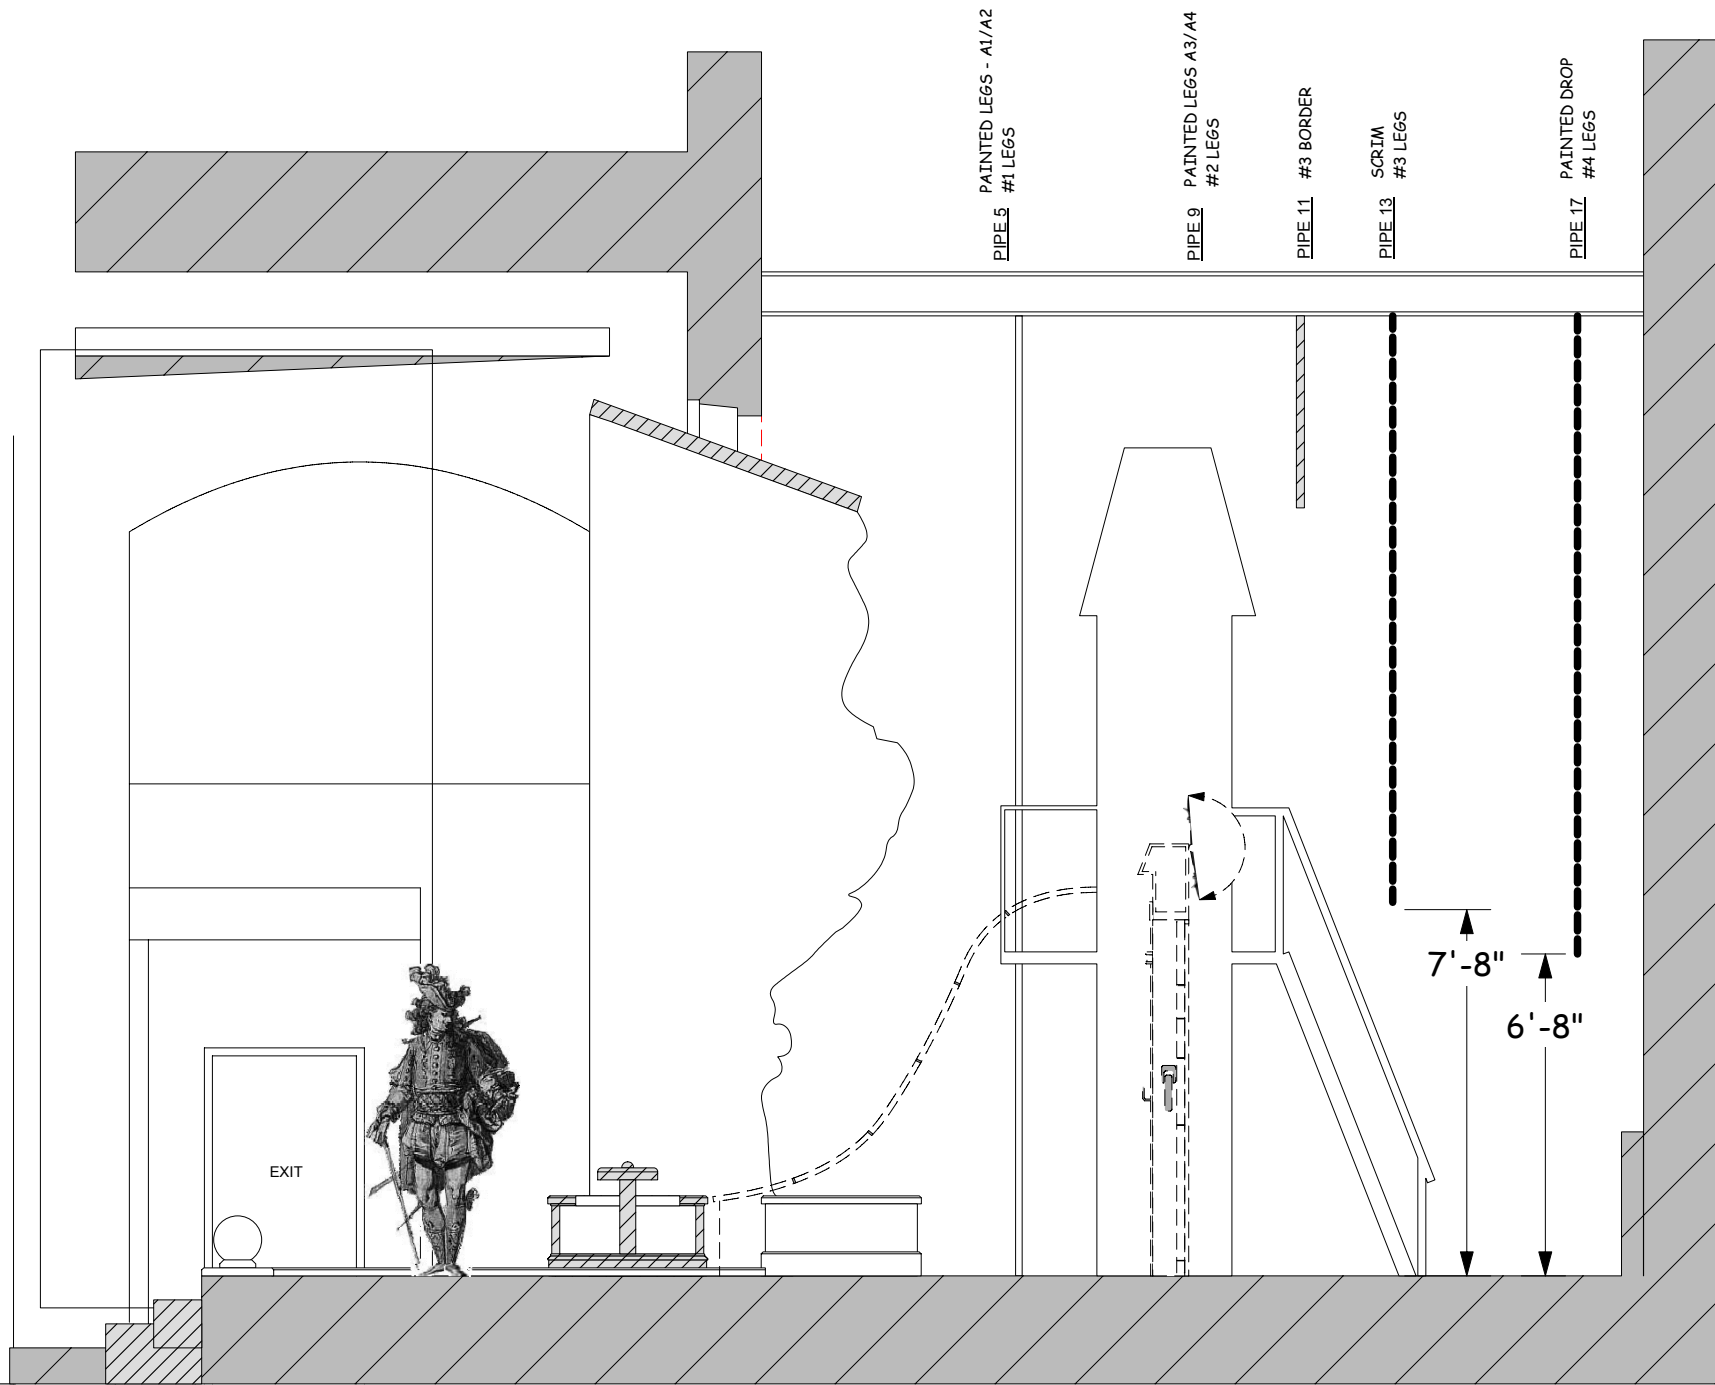 PIPE 5
PAINTED LEGS - A1/A2
#1 LEGS
PIPE 9
PAINTED LEGS A3/A4
#2 LEGS
PIPE 11
#3 BORDER
PIPE 13
SCRIM
#3 LEGS
PIPE 17
PAINTED DROP
#4 LEGS
7'-8"
6'-8"
EXIT